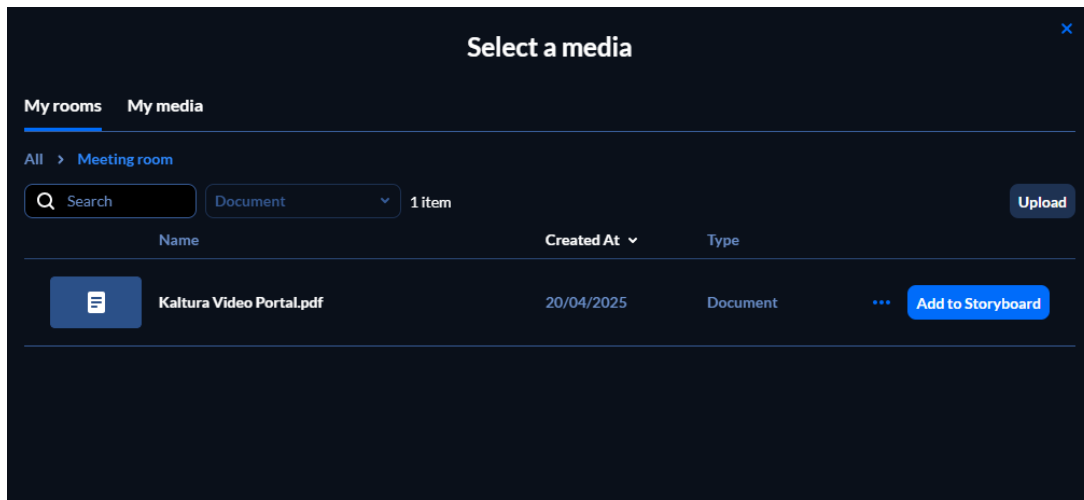 Select a media
My rooms My media
All > Meeting room
Search Document 1 item Upload
Name Created At Type
Kaltura Video Portal.pdf 20/04/2025 Document ••• Add to Storyboard